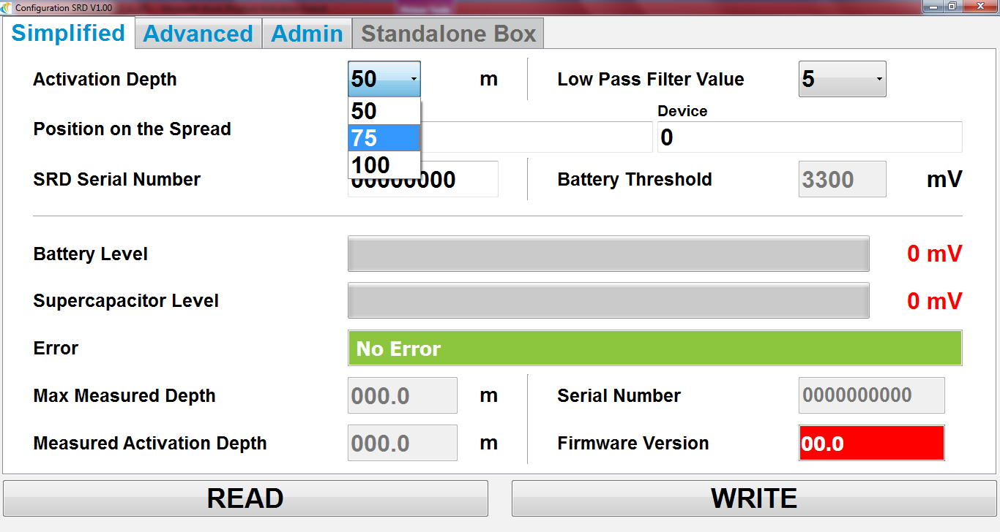 Configuration SRD V1.00
Simplified Advanced Admin Standalone Box
Activation Depth 50 m Low Pass Filter Value 5
50
Device
Position on the Spread 75 0
100
SRD Serial Number 00000000 Battery Threshold 3300 mV
Battery Level 0 mV
Supercapacitor Level 0 mV
Error No Error
Max Measured Depth 000.0 m Serial Number 0000000000
Measured Activation Depth 000.0 m Firmware Version 00.0
READ WRITE